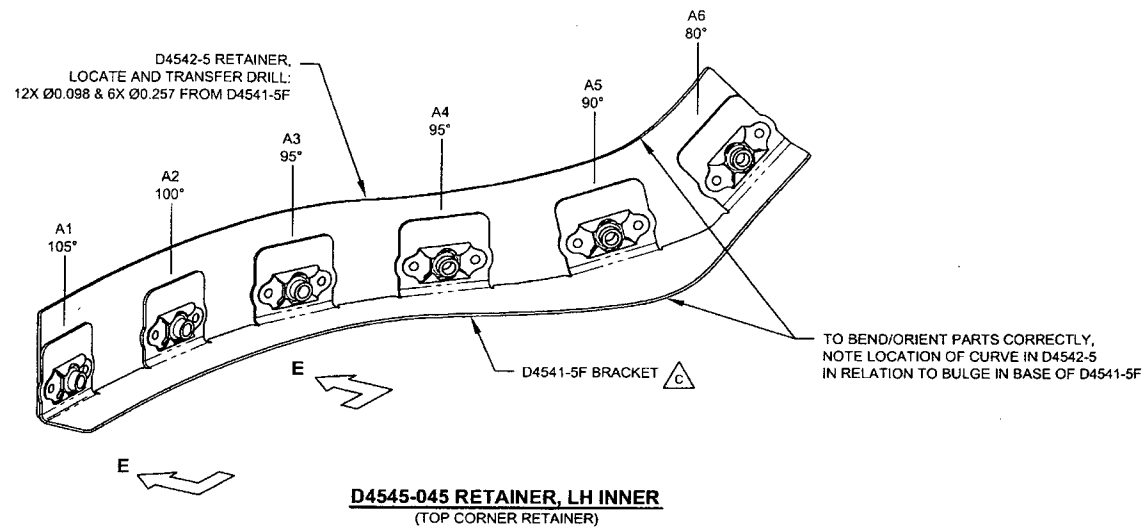 A6
80°
D4542-5 RETAINER,
LOCATE AND TRANSFER DRILL:
12X Ø0.098 & 6X Ø0.257 FROM D4541-5F
A5
90°
A4
95°
A3
95°
A2
100°
A1
105°
TO BEND/ORIENT PARTS CORRECTLY,
NOTE LOCATION OF CURVE IN D4542-5
IN RELATION TO BULGE IN BASE OF D4541-5F
E
D4541-5F BRACKET C
E
D4545-045 RETAINER, LH INNER
(TOP CORNER RETAINER)